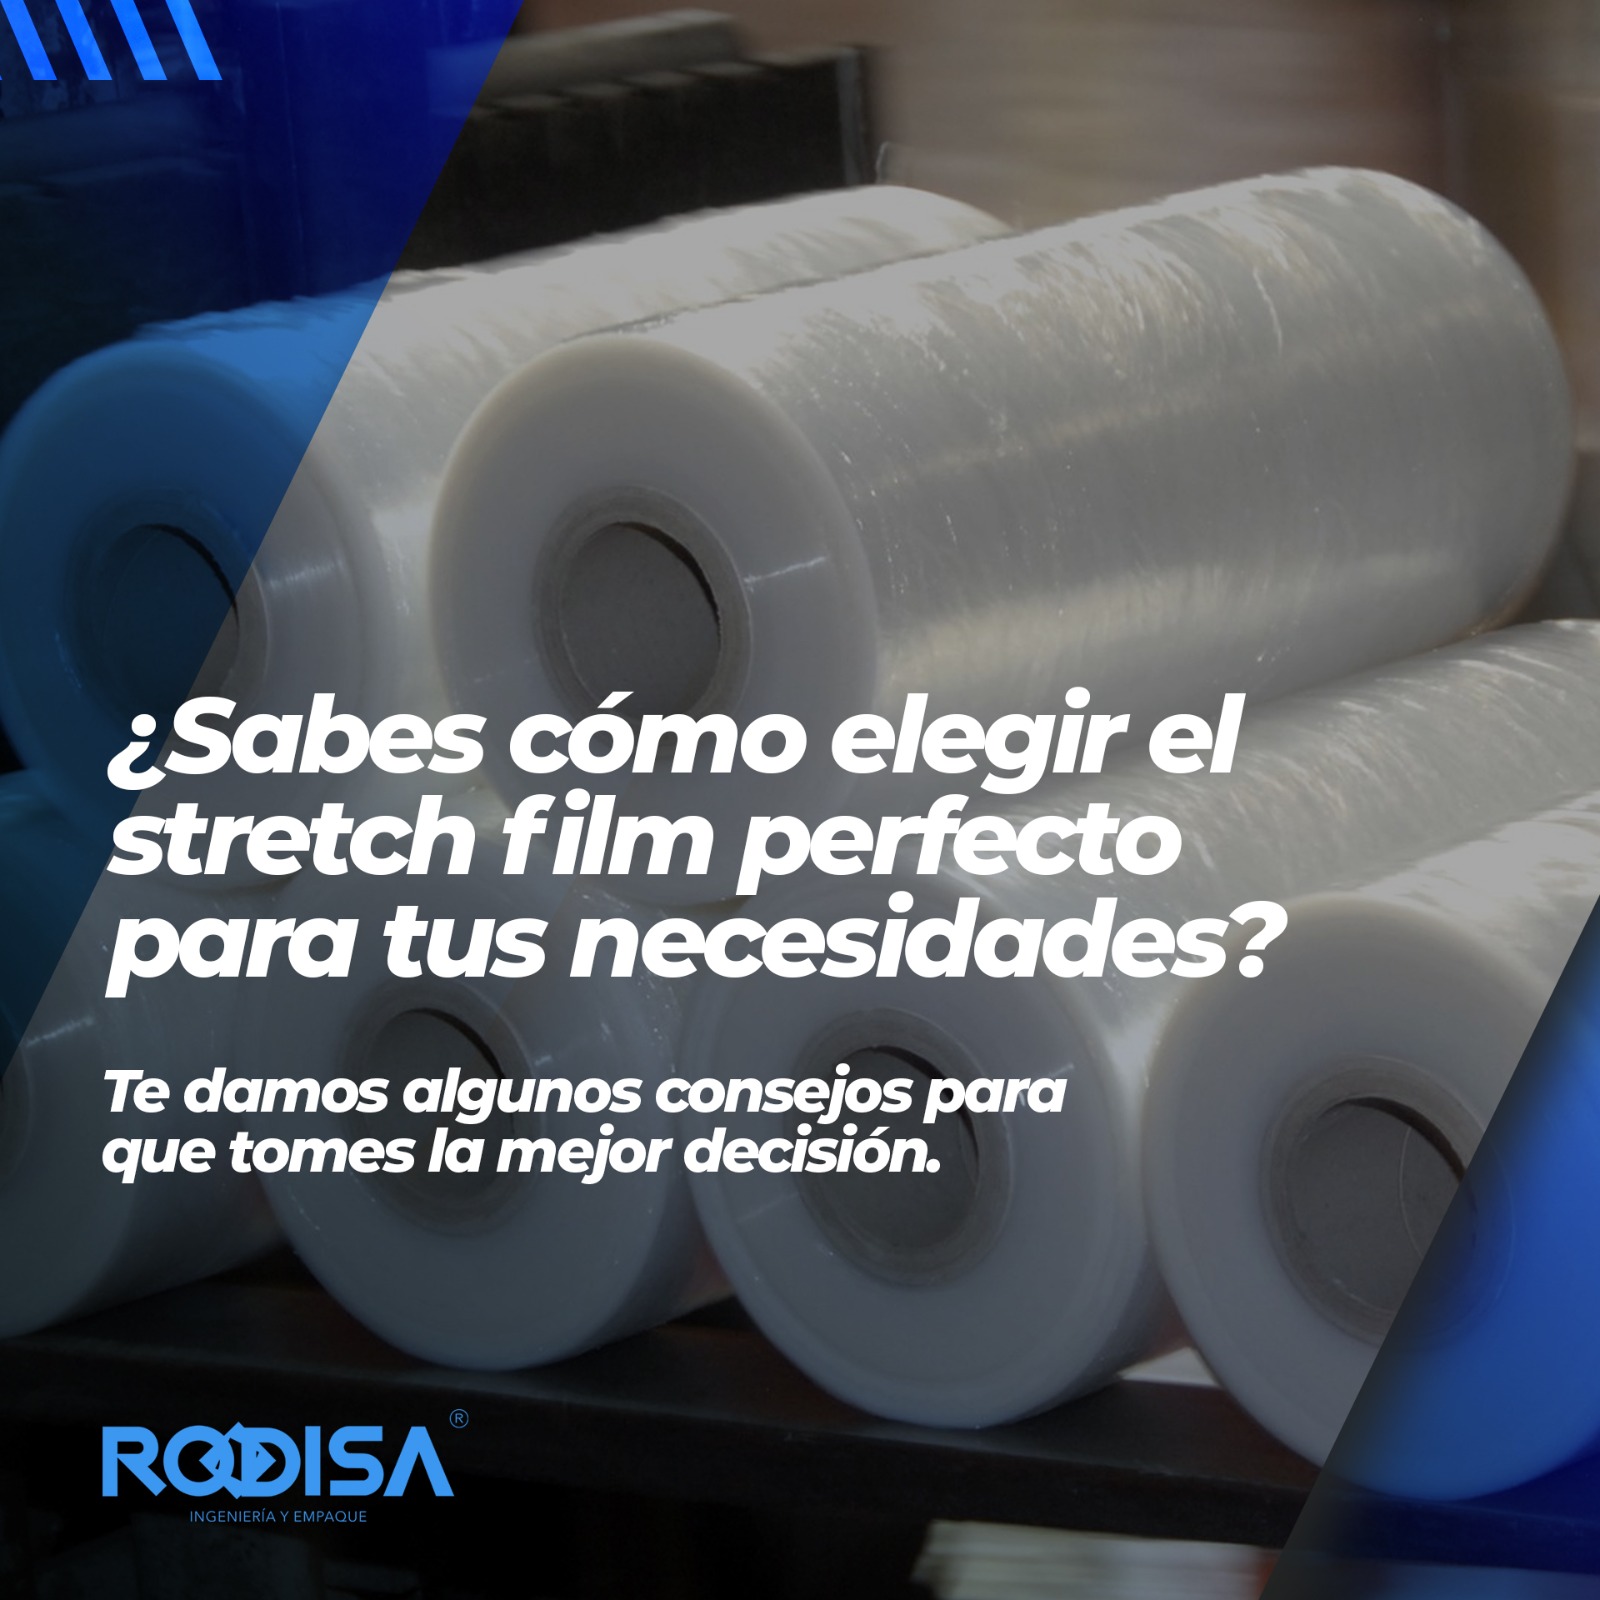 ¿Sabes cómo elegir el
stretch film perfecto
para tus necesidades?
Te damos algunos consejos para
que tomes la mejor decisión.
RODISA®
INGENIERÍA Y EMPAQUE